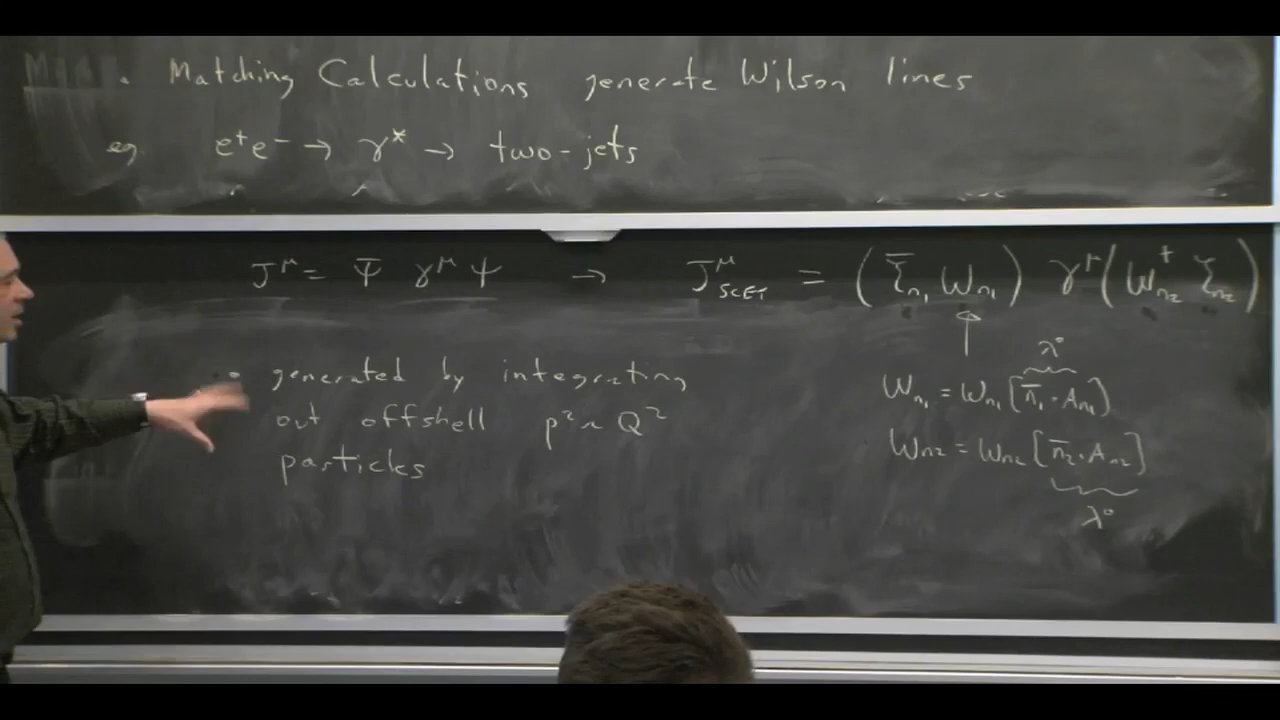 . Matching Calculations generate Wilson lines
eg. e⁺e⁻ → γ* → two-jets
J^μ = ψ̄ γ^μ ψ → J^μ_SCET = (ξ̄_n₁ W_n₁) γ^μ (W†_n₂ ξ_n₂)
• generated by integrating
out offshell p² ~ Q²
particles
λ⁰
W_n₁ = W_n₁ [n̄₁·A_n₁]
W_n₂ = W_n₂ [n̄₂·A_n₂]
λ⁰